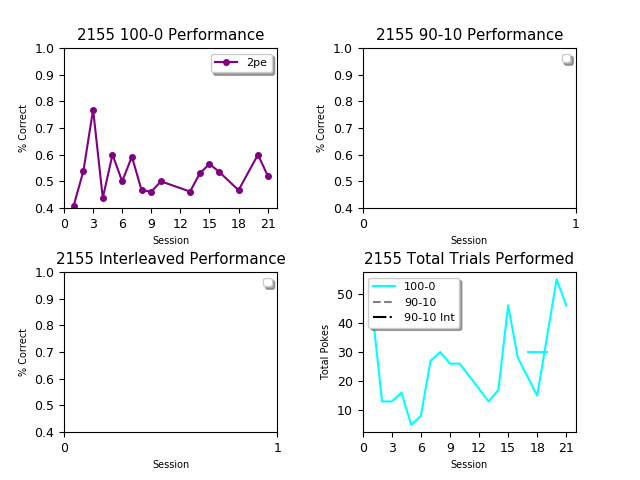 2155 100-0 Performance
1.0
0.9
0.8
0.7
0.6
0.5
0.4
% Correct
2pe
0 3 6 9 12 15 18 21
Session
2155 90-10 Performance
1.0
0.9
0.8
0.7
0.6
0.5
0.4
% Correct
0 1
Session
2155 Interleaved Performance
1.0
0.9
0.8
0.7
0.6
0.5
0.4
% Correct
0 1
Session
2155 Total Trials Performed
50
40
30
20
10
Total Pokes
100-0
90-10
90-10 Int
0 3 6 9 12 15 18 21
Session